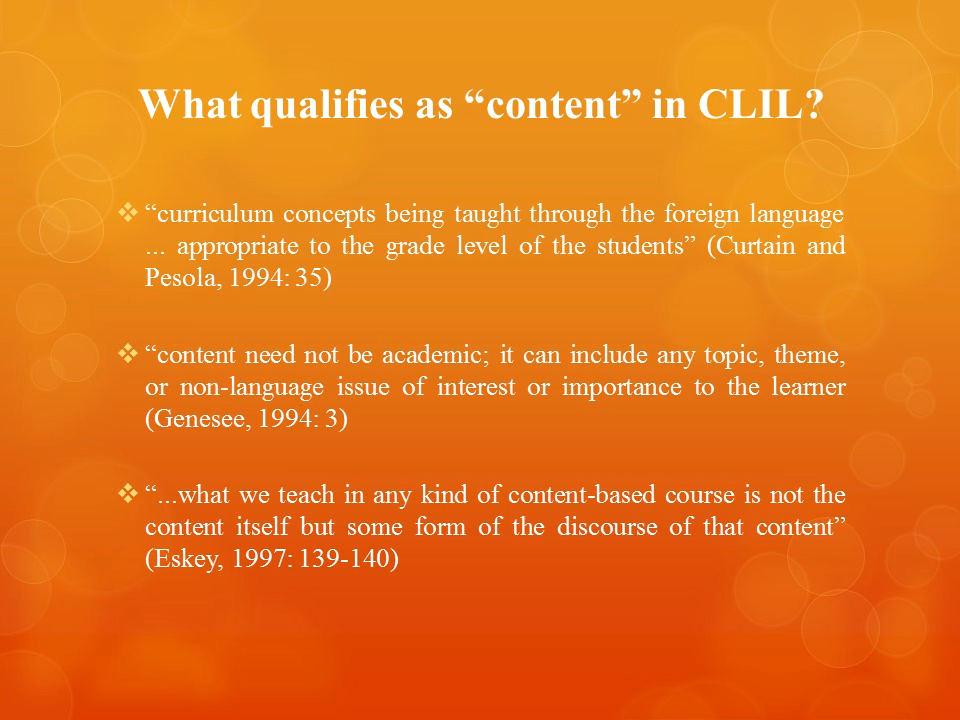 What qualifies as “content” in CLIL?
“curriculum concepts being taught through the foreign language
... appropriate to the grade level of the students” (Curtain and
Pesola, 1994: 35)
“content need not be academic; it can include any topic, theme,
or non-language issue of interest or importance to the learner
(Genesee, 1994: 3)
“...what we teach in any kind of content-based course is not the
content itself but some form of the discourse of that content”
(Eskey, 1997: 139-140)